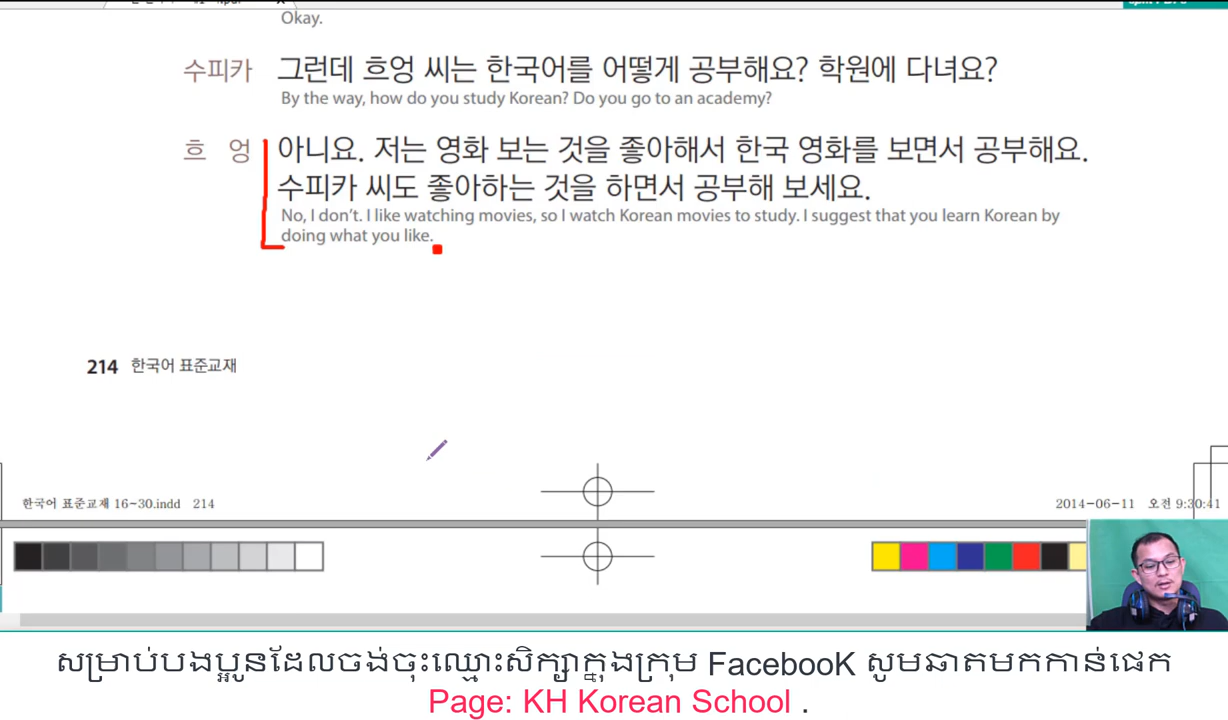 Okay.
수피카 그런데 흐엉 씨는 한국어를 어떻게 공부해요? 학원에 다녀요?
By the way, how do you study Korean? Do you go to an academy?
흐 엉 아니요. 저는 영화 보는 것을 좋아해서 한국 영화를 보면서 공부해요.
수피카 씨도 좋아하는 것을 하면서 공부해 보세요.
No, I don't. I like watching movies, so I watch Korean movies to study. I suggest that you learn Korean by
doing what you like.
214 한국어 표준교재
한국어 표준교재 16-30.indd 214
2014-06-11 오전 9:30:41
សម្រាប់បងប្អូនដែលចង់ចុះឈ្មោះសិក្សាក្នុងក្រុម FacebooK សូមឆាតមកកាន់ផេក
Page: KH Korean School .